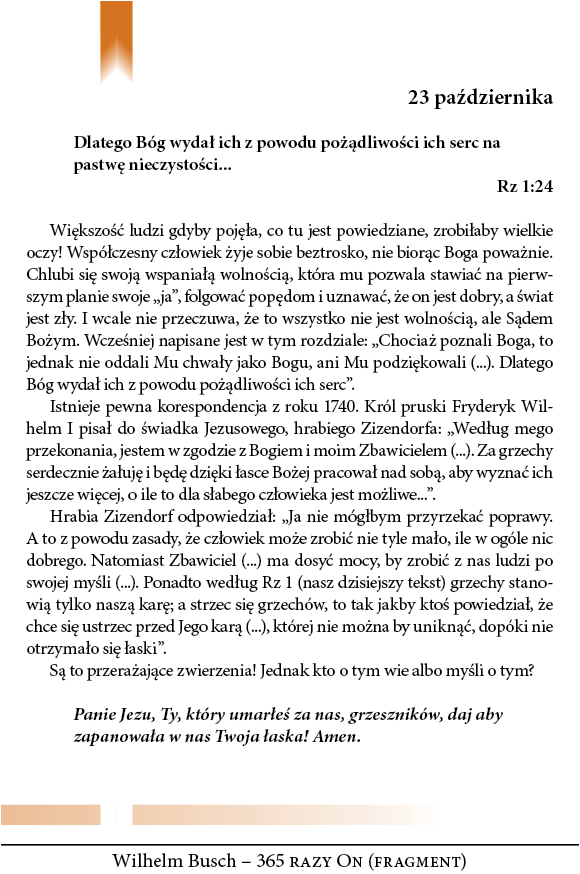 23 października
Dlatego Bóg wydał ich z powodu pożądliwości ich serc na
pastwę nieczystości...
Rz 1:24
Większość ludzi gdyby pojęła, co tu jest powiedziane, zrobiłaby wielkie
oczy! Współczesny człowiek żyje sobie beztrosko, nie biorąc Boga poważnie.
Chlubi się swoją wspaniałą wolnością, która mu pozwala stawiać na pierw-
szym planie swoje „ja”, folgować popędom i uznawać, że on jest dobry, a świat
jest zły. I wcale nie przeczuwa, że to wszystko nie jest wolnością, ale Sądem
Bożym. Wcześniej napisane jest w tym rozdziale: „Chociaż poznali Boga, to
jednak nie oddali Mu chwały jako Bogu, ani Mu podziękowali (...). Dlatego
Bóg wydał ich z powodu pożądliwości ich serc”.
Istnieje pewna korespondencja z roku 1740. Król pruski Fryderyk Wil-
helm I pisał do świadka Jezusowego, hrabiego Zizendorfa: „Według mego
przekonania, jestem w zgodzie z Bogiem i moim Zbawicielem (...). Za grzechy
serdecznie żałuję i będę dzięki łasce Bożej pracował nad sobą, aby wyznać ich
jeszcze więcej, o ile to dla słabego człowieka jest możliwe...”.
Hrabia Zizendorf odpowiedział: „Ja nie mógłbym przyrzekać poprawy.
A to z powodu zasady, że człowiek może zrobić nie tyle mało, ile w ogóle nic
dobrego. Natomiast Zbawiciel (...) ma dosyć mocy, by zrobić z nas ludzi po
swojej myśli (...). Ponadto według Rz 1 (nasz dzisiejszy tekst) grzechy stano-
wią tylko naszą karę; a strzec się grzechów, to tak jakby ktoś powiedział, że
chce się ustrzec przed Jego karą (...), której nie można by uniknąć, dopóki nie
otrzymało się łaski”.
Są to przerażające zwierzenia! Jednak kto o tym wie albo myśli o tym?
Panie Jezu, Ty, który umarłeś za nas, grzeszników, daj aby
zapanowała w nas Twoja łaska! Amen.
Wilhelm Busch – 365 razy On (fragment)